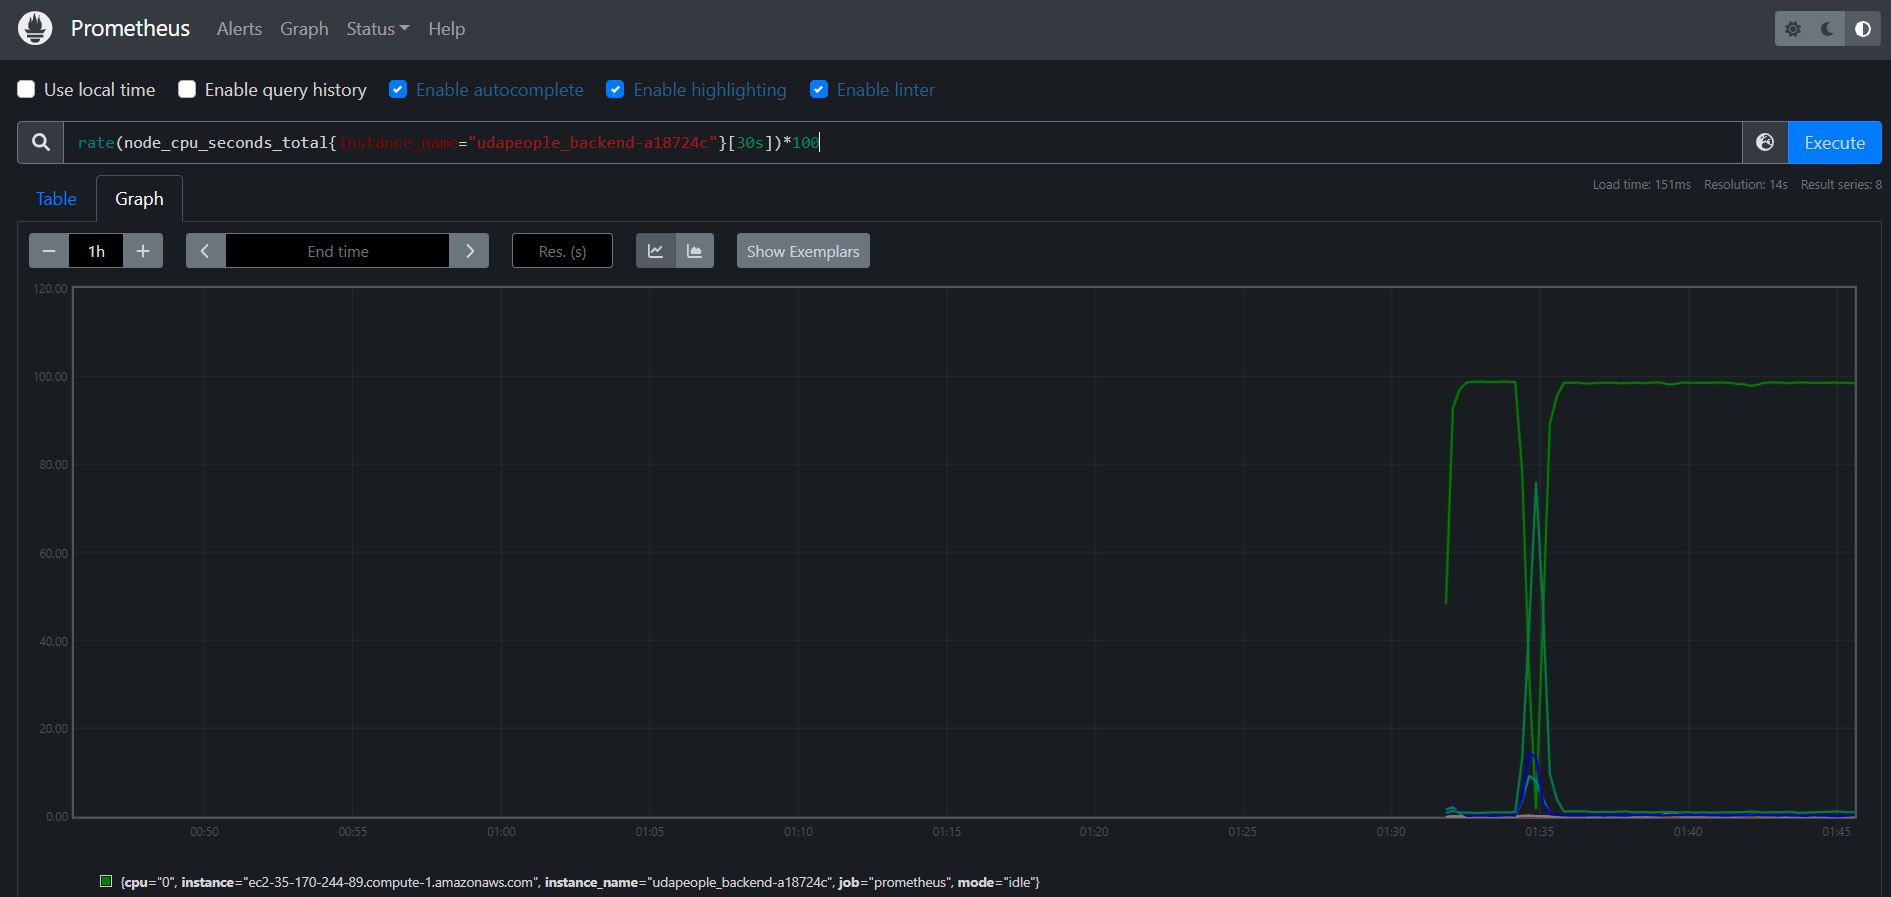 Prometheus Alerts Graph Status Help
Use local time Enable query history Enable autocomplete Enable highlighting Enable linter
rate(node_cpu_seconds_total{instance_name="udapeople_backend-a18724c"}[30s])*100 Execute
Load time: 151ms Resolution: 14s Result series: 8
Table Graph
1h End time Res. (s) Show Exemplars
120.00
100.00
80.00
60.00
40.00
20.00
0.00
00:50 00:55 01:00 01:05 01:10 01:15 01:20 01:25 01:30 01:35 01:40 01:45
{cpu="0", instance="ec2-35-170-244-89.compute-1.amazonaws.com", instance_name="udapeople_backend-a18724c", job="prometheus", mode="idle"}